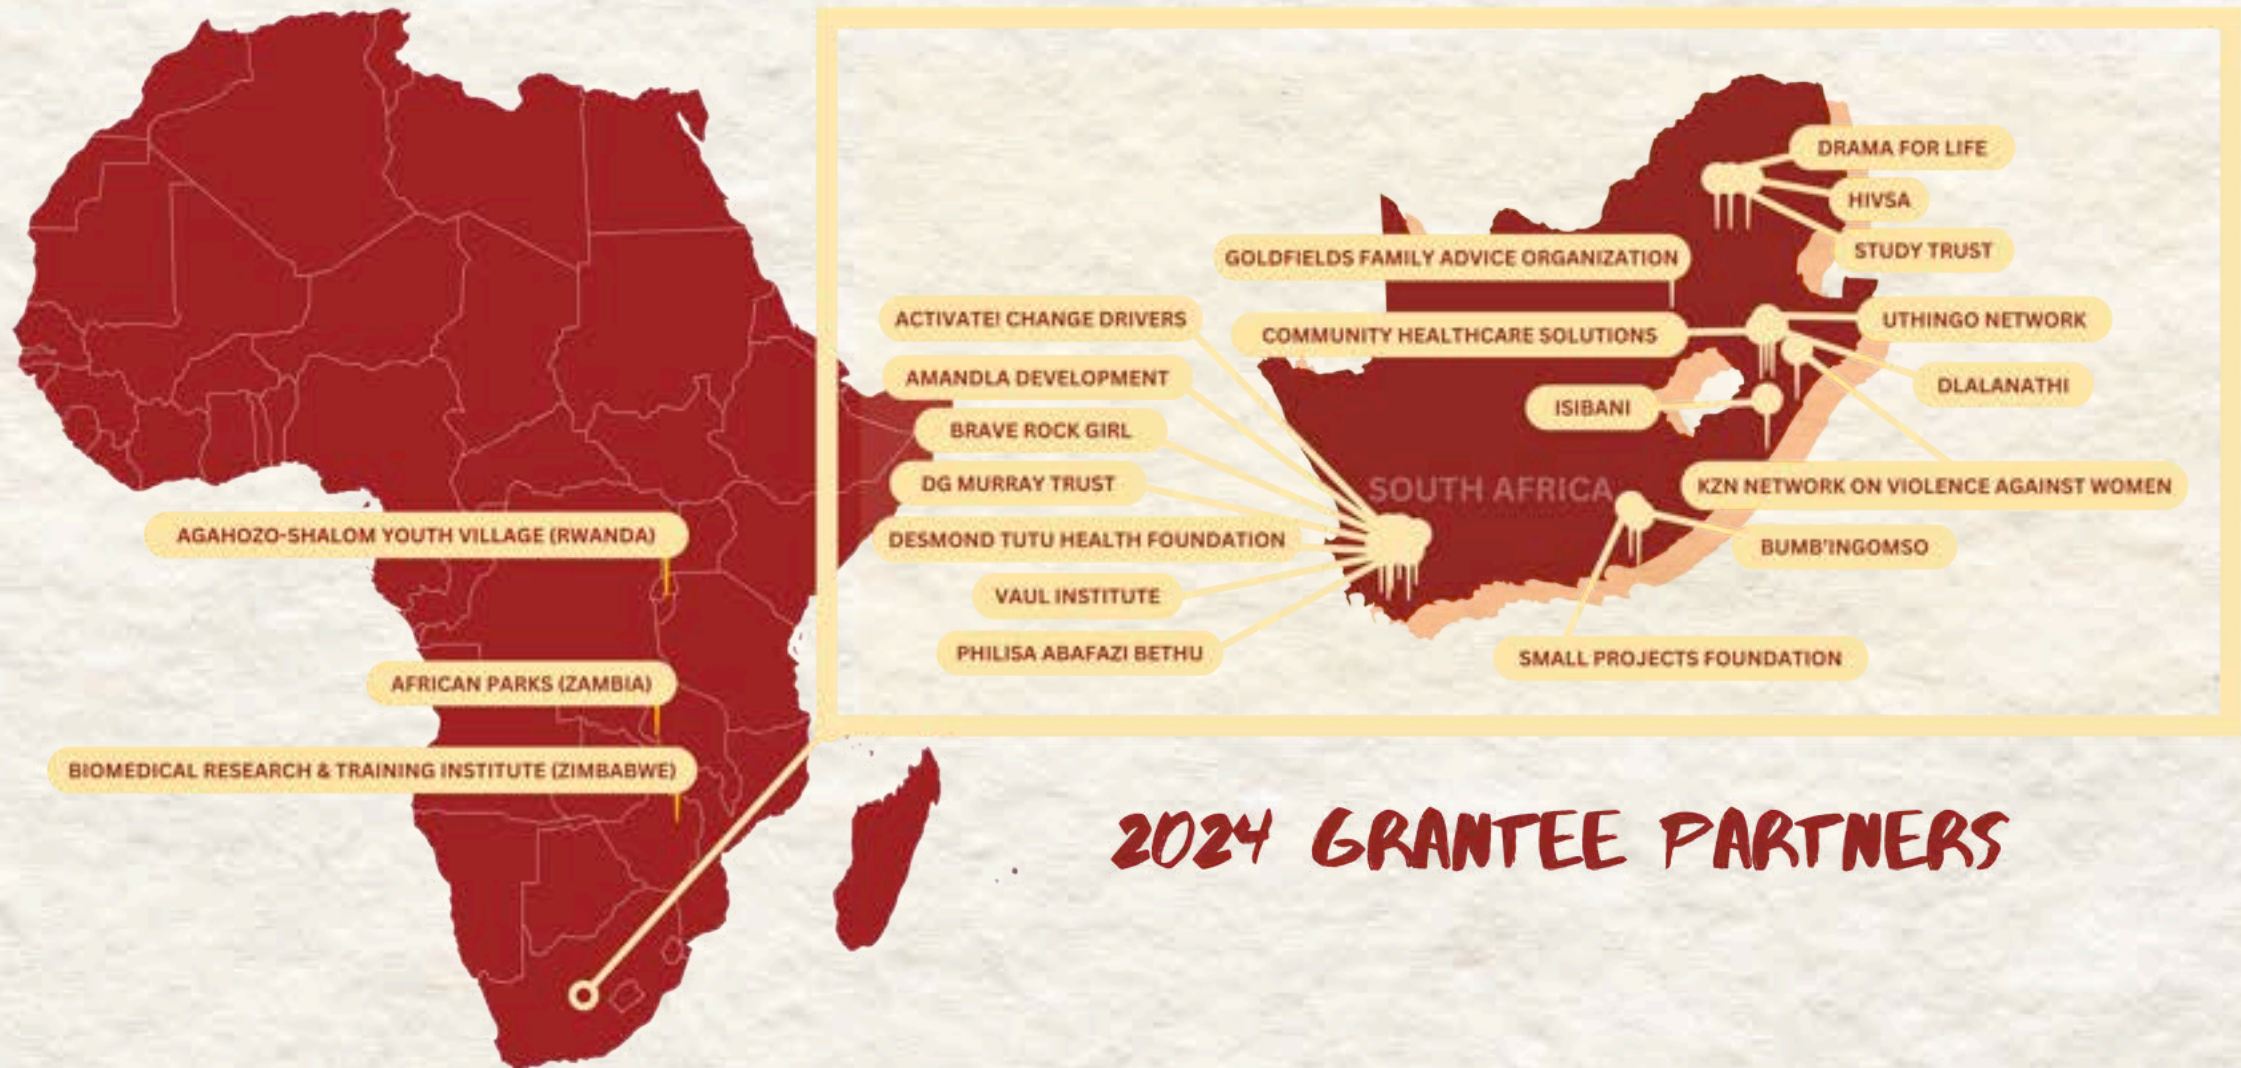 AGAHOZO-SHALOM YOUTH VILLAGE (RWANDA)
AFRICAN PARKS (ZAMBIA)
BIOMEDICAL RESEARCH & TRAINING INSTITUTE (ZIMBABWE)
ACTIVATE! CHANGE DRIVERS
AMANDLA DEVELOPMENT
BRAVE ROCK GIRL
DG MURRAY TRUST
DESMOND TUTU HEALTH FOUNDATION
VAUL INSTITUTE
PHILISA ABAFAZI BETHU
GOLDFIELDS FAMILY ADVICE ORGANIZATION
COMMUNITY HEALTHCARE SOLUTIONS
ISIBANI
SOUTH AFRICA
DRAMA FOR LIFE
HIVSA
STUDY TRUST
UTHINGO NETWORK
DLALANATHI
KZN NETWORK ON VIOLENCE AGAINST WOMEN
BUMB'INGOMSO
SMALL PROJECTS FOUNDATION
2024 GRANTEE PARTNERS